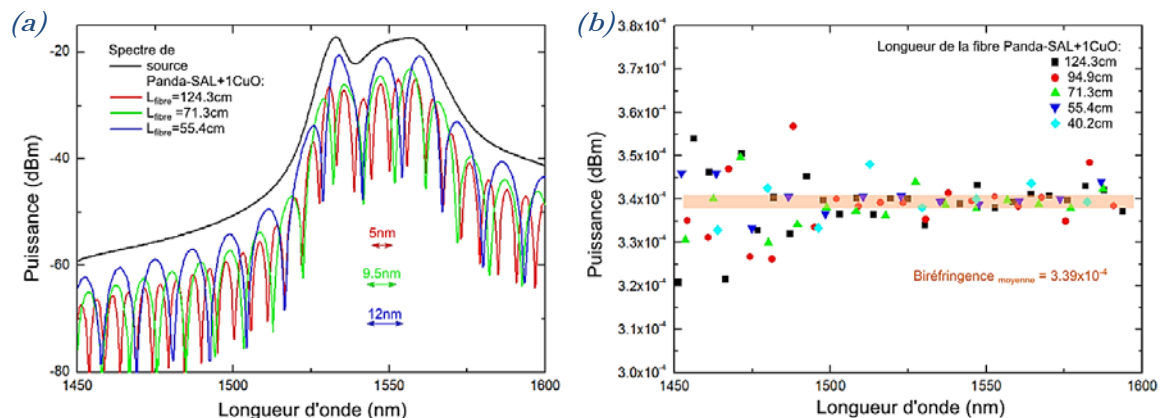 (a)
Puissance (dBm)
-20
-40
-60
-80
Spectre de
source
Panda-SAL+1CuO:
Lfibre=124.3cm
Lfibre =71.3cm
Lfibre=55.4cm
5nm
9.5nm
12nm
1450 1500 1550 1600
Longueur d'onde (nm)
(b)
Puissance (dBm)
3.8x10⁻⁴
3.7x10⁻⁴
3.6x10⁻⁴
3.5x10⁻⁴
3.4x10⁻⁴
3.3x10⁻⁴
3.2x10⁻⁴
3.1x10⁻⁴
3.0x10⁻⁴
Longueur de la fibre Panda-SAL+1CuO:
124.3cm
94.9cm
71.3cm
55.4cm
40.2cm
Biréfringence moyenne = 3.39x10⁻⁴
1450 1500 1550 1600
Longueur d'onde (nm)